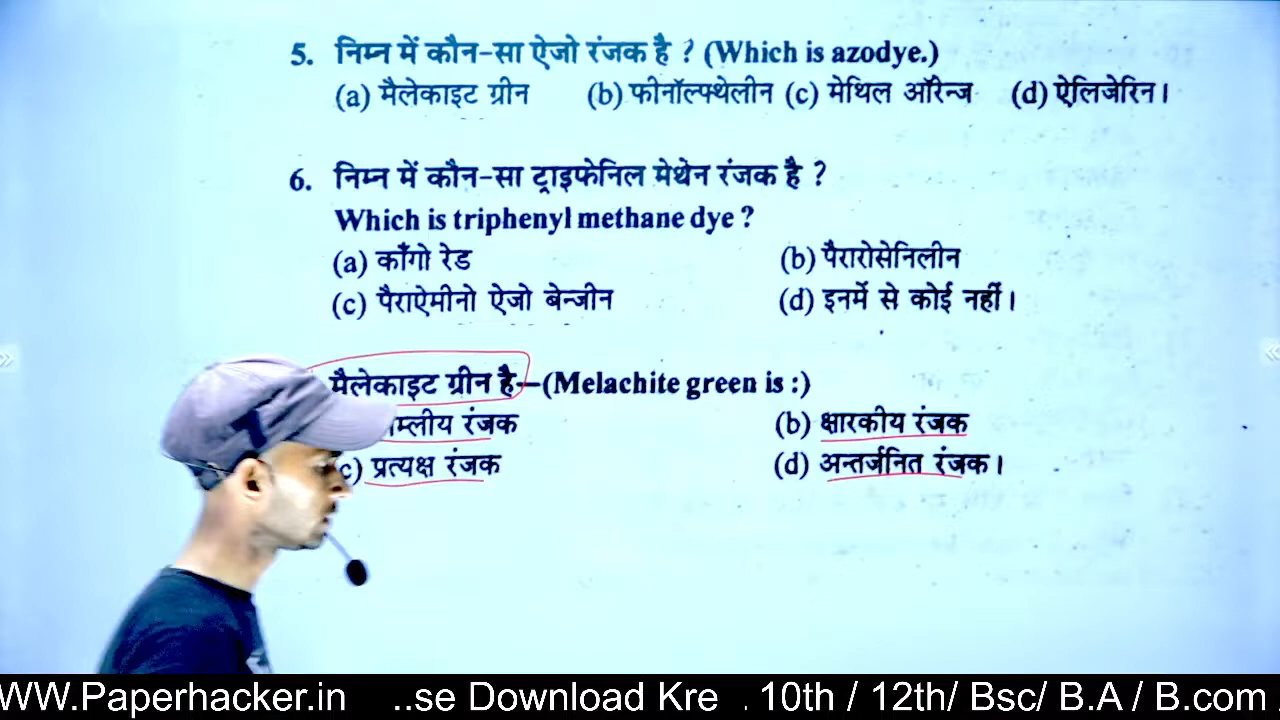 5. निम्न में कौन-सा ऐजो रंजक है ? (Which is azodye.)
(a) मैलेकाइट ग्रीन (b) फीनॉल्फ्थेलीन (c) मेथिल ऑरेन्ज (d) ऐलिजेरिन।
6. निम्न में कौन-सा ट्राइफेनिल मेथेन रंजक है ?
Which is triphenyl methane dye ?
(a) काँगो रेड (b) पैरारोसेनिलीन
(c) पैराऐमीनो ऐजो बेन्जीन (d) इनमें से कोई नहीं।
मैलेकाइट ग्रीन है—(Melachite green is :)
म्लीय रंजक (b) क्षारकीय रंजक
c) प्रत्यक्ष रंजक (d) अन्तर्जनित रंजक।
WW.Paperhacker.in ..se Download Kre . 10th / 12th/ Bsc/ B.A / B.com